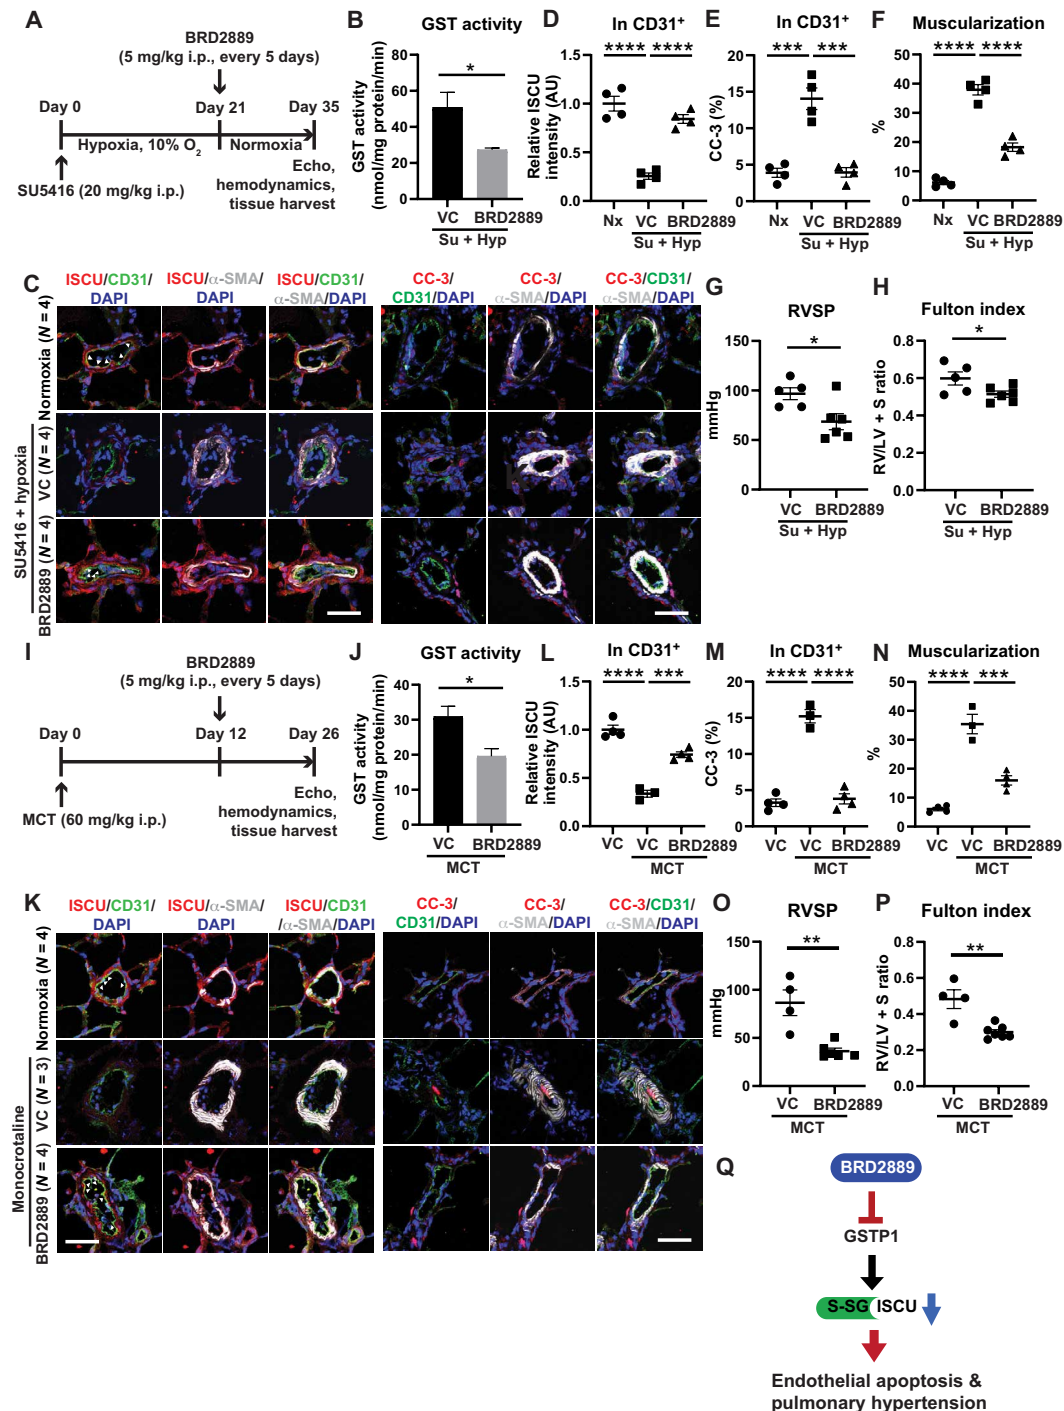 A
BRD2889
(5 mg/kg i.p., every 5 days)
Day 0
Day 21
Day 35
Hypoxia, 10% O2
Normoxia
SU5416 (20 mg/kg i.p.)
Echo,
hemodynamics,
tissue harvest
B
GST activity
GST activity
(nmol/mg protein/min)
80
60
40
20
0
*
VC BRD2889
Su + Hyp
D
In CD31+
**** ****
Relative ISCU
intensity (AU)
1.5
1.0
0.5
0.0
Nx VC BRD2889
Su + Hyp
E
In CD31+
*** ***
CC-3 (%)
20
15
10
5
0
Nx VC BRD2889
Su + Hyp
F
Muscularization
**** ****
%
50
40
30
20
10
0
Nx VC BRD2889
Su + Hyp
C
ISCU/CD31/
DAPI
ISCU/α-SMA/
DAPI
ISCU/CD31/
α-SMA/DAPI
CC-3/
CD31/DAPI
CC-3/
α-SMA/DAPI
CC-3/CD31/
α-SMA/DAPI
Normoxia (N = 4)
VC (N = 4)
BRD2889 (N = 4)
SU5416 + hypoxia
G
RVSP
*
mmHg
150
100
50
0
VC BRD2889
Su + Hyp
H
Fulton index
*
RV/LV + S ratio
0.8
0.6
0.4
0.2
0.0
VC BRD2889
Su + Hyp
I
BRD2889
(5 mg/kg i.p., every 5 days)
Day 0
Day 12
Day 26
MCT (60 mg/kg i.p.)
Echo,
hemodynamics,
tissue harvest
J
GST activity
GST activity
(nmol/mg protein/min)
40
30
20
10
0
*
VC BRD2889
MCT
L
In CD31+
**** ***
Relative ISCU
intensity (AU)
1.5
1.0
0.5
0.0
VC VC BRD2889
MCT
M
In CD31+
**** ****
CC-3 (%)
20
15
10
5
0
VC VC BRD2889
MCT
N
Muscularization
**** ***
%
50
40
30
20
10
0
VC VC BRD2889
MCT
K
ISCU/CD31/
DAPI
ISCU/α-SMA/
DAPI
ISCU/CD31
/α-SMA/DAPI
CC-3/
CD31/DAPI
CC-3/
α-SMA/DAPI
CC-3/CD31/
α-SMA/DAPI
Normoxia (N = 4)
VC (N = 3)
BRD2889 (N = 4)
Monocrotaline
O
RVSP
**
mmHg
150
100
50
0
VC BRD2889
MCT
P
Fulton index
**
RV/LV + S ratio
0.8
0.6
0.4
0.2
0.0
VC BRD2889
MCT
Q
BRD2889
GSTP1
S-SG ISCU
Endothelial apoptosis &
pulmonary hypertension